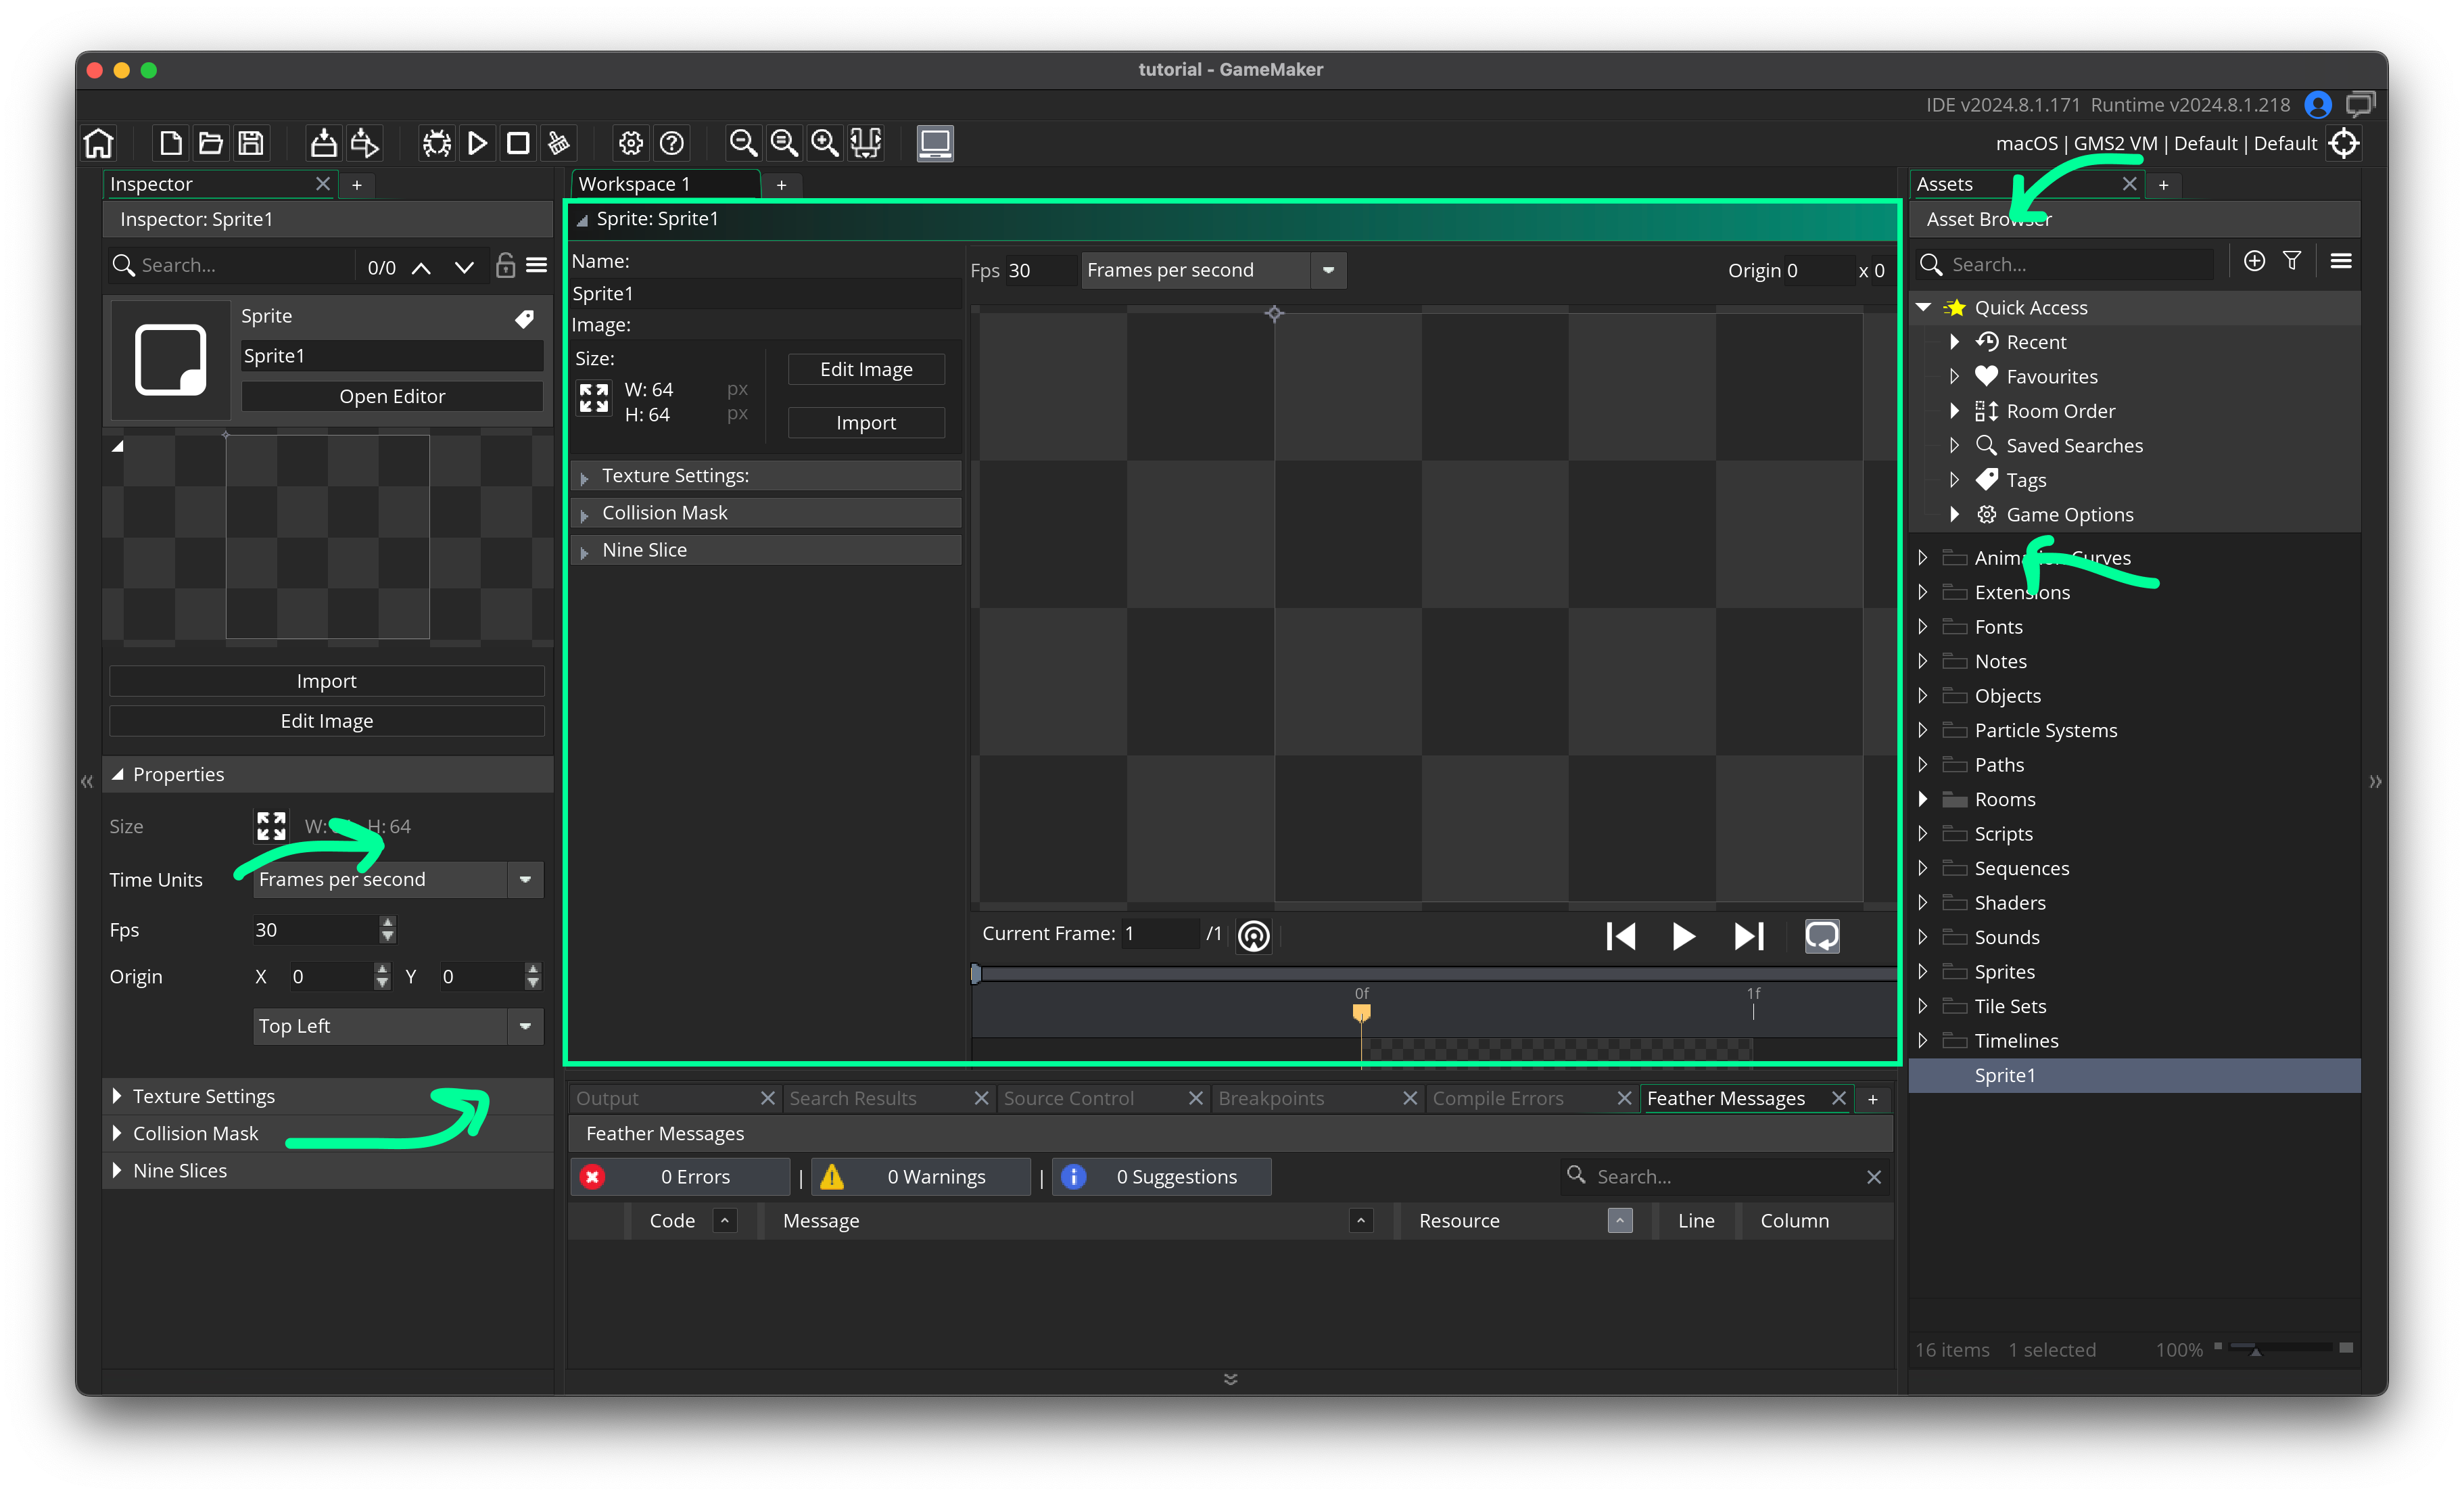 tutorial - GameMaker
IDE v2024.8.1.171 Runtime v2024.8.1.218
macOS | GMS2 VM | Default | Default
Inspector
Inspector: Sprite1
Search...
0/0
Sprite
Sprite1
Open Editor
Import
Edit Image
Properties
Size
W: H: 64
Time Units
Frames per second
Fps
30
Origin
X 0 Y 0
Top Left
Texture Settings
Collision Mask
Nine Slices
Workspace 1
Sprite: Sprite1
Name:
Sprite1
Image:
Size:
W: 64 px
H: 64 px
Edit Image
Import
Texture Settings:
Collision Mask
Nine Slice
Fps 30 Frames per second
Origin 0 x 0
Current Frame: 1 /1
0f 1f
Output
Search Results
Source Control
Breakpoints
Compile Errors
Feather Messages
Feather Messages
0 Errors | 0 Warnings | 0 Suggestions
Search...
Code Message Resource Line Column
Assets
Asset Browser
Search...
Quick Access
Recent
Favourites
Room Order
Saved Searches
Tags
Game Options
Animation Curves
Extensions
Fonts
Notes
Objects
Particle Systems
Paths
Rooms
Scripts
Sequences
Shaders
Sounds
Sprites
Tile Sets
Timelines
Sprite1
16 items 1 selected 100%